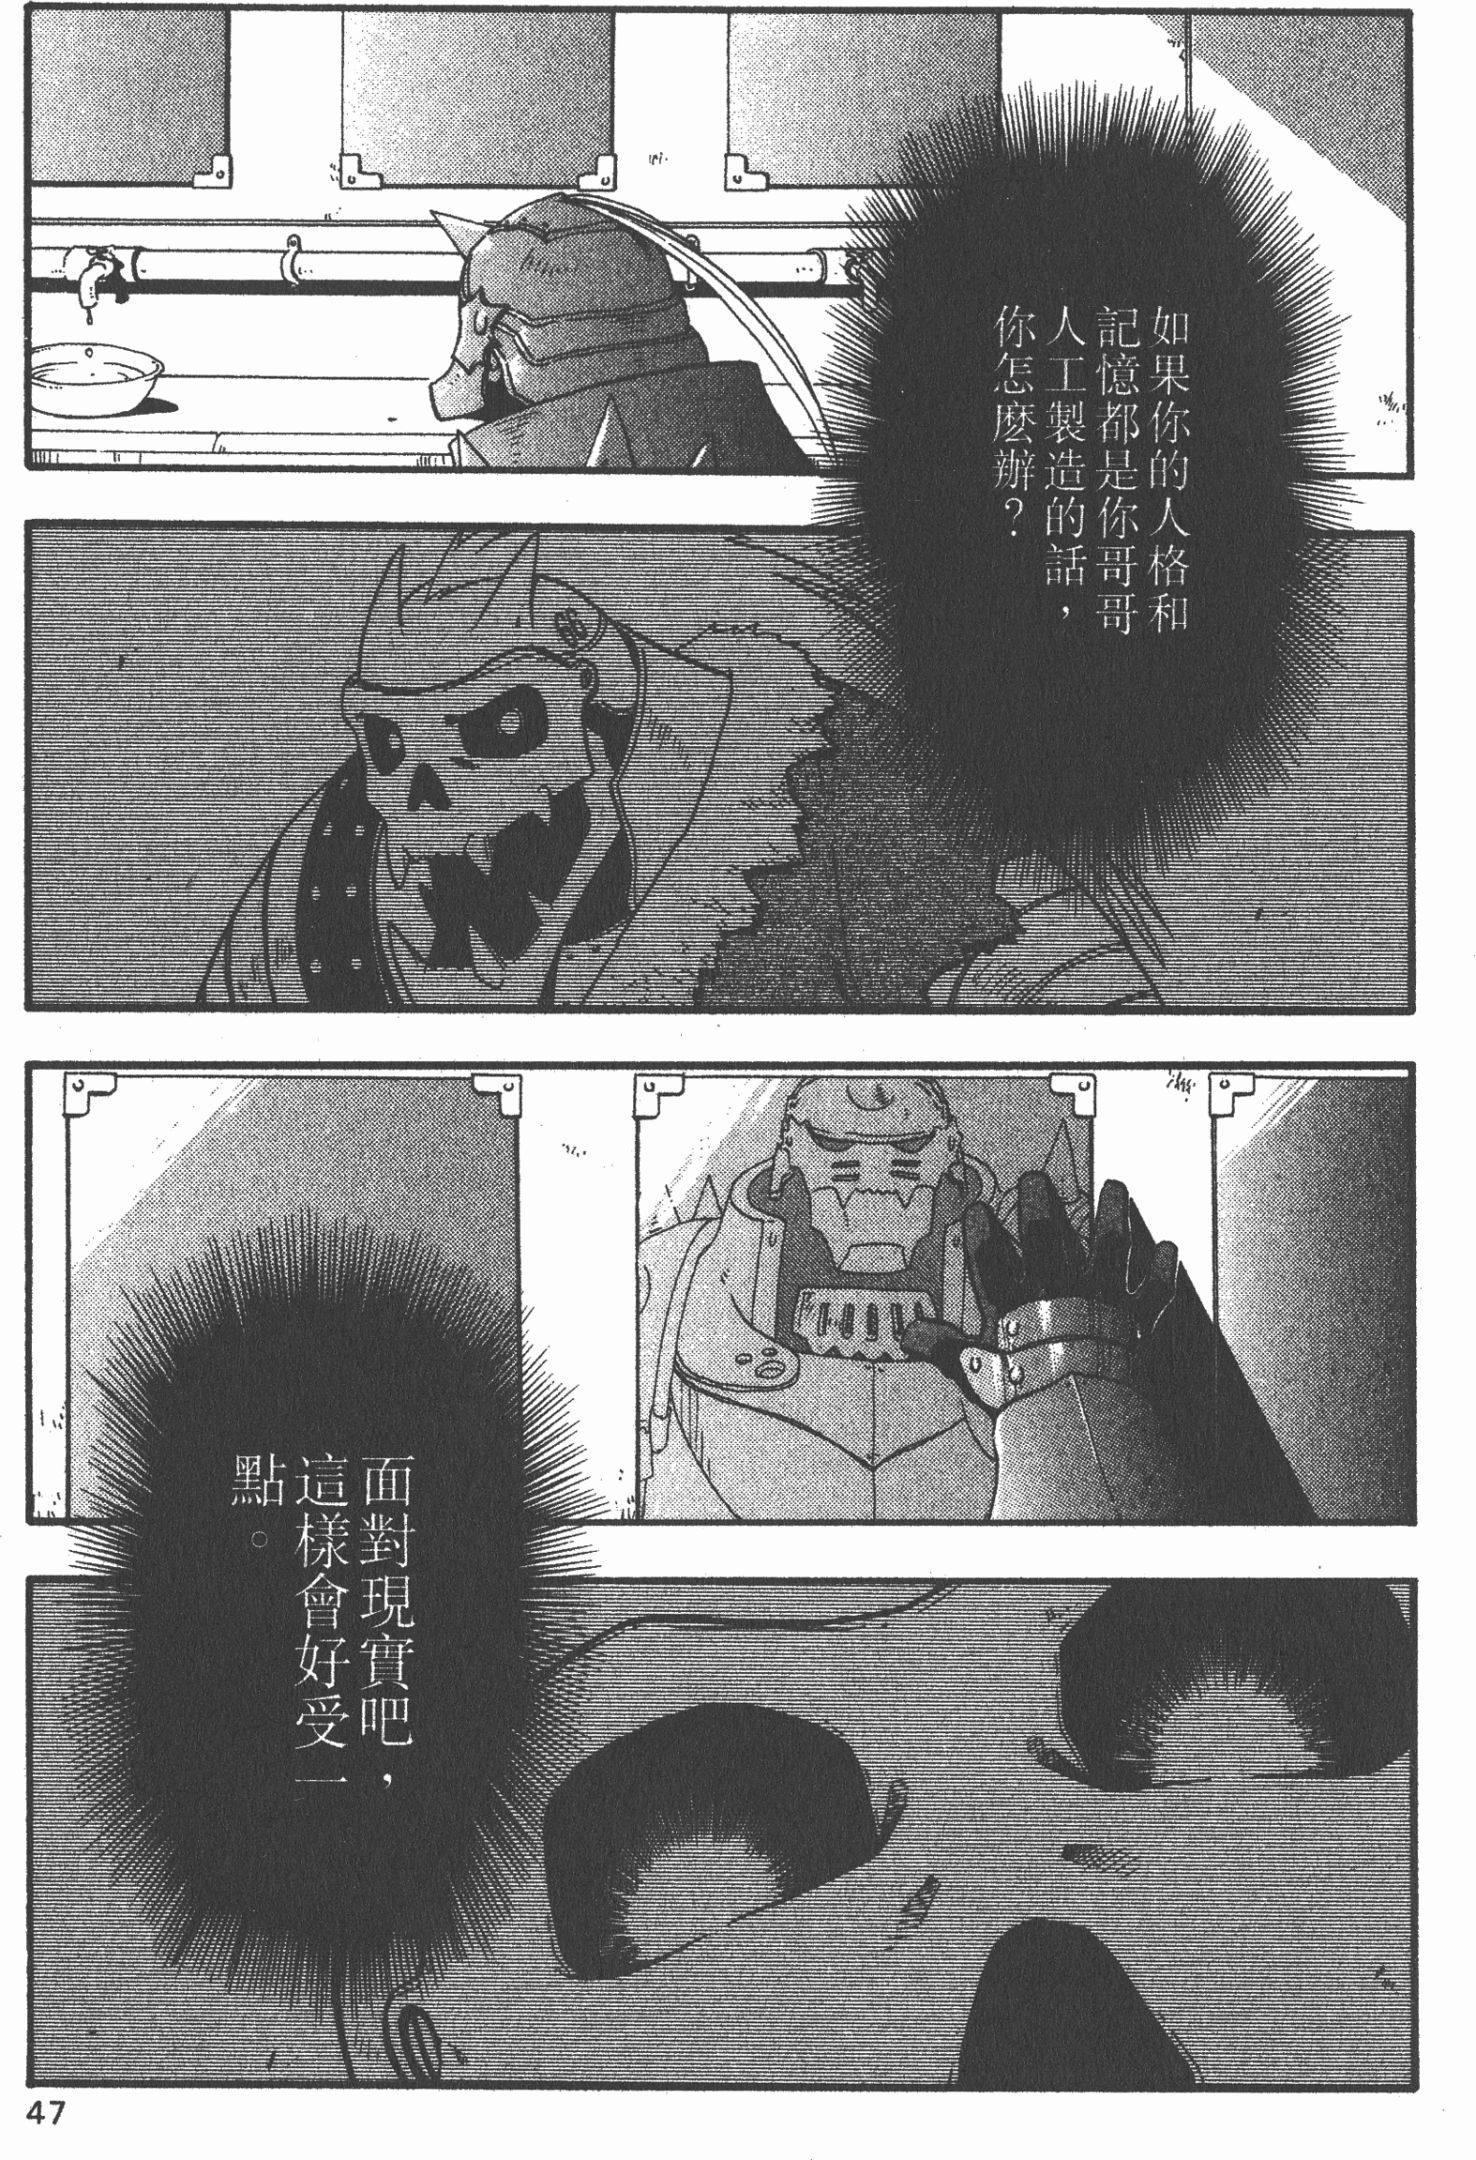 如果你的人格和
記憶都是你哥哥
人工製造的話，
你怎麼辦？
66
面對現實吧，
這樣會好受一
點。
47